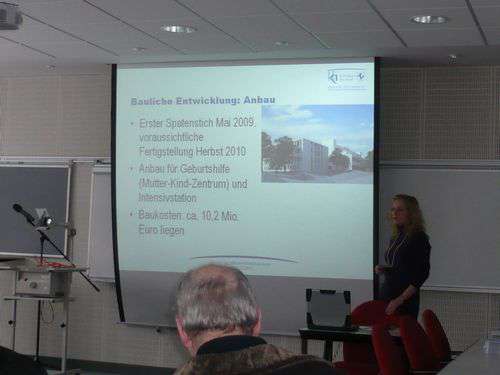 Bauliche Entwicklung: Anbau
• Erster Spatenstich Mai 2009,
voraussichtliche
Fertigstellung Herbst 2010
• Anbau für Geburtshilfe
(Mutter-Kind-Zentrum) und
Intensivstation
• Baukosten: ca. 10,2 Mio.
Euro liegen